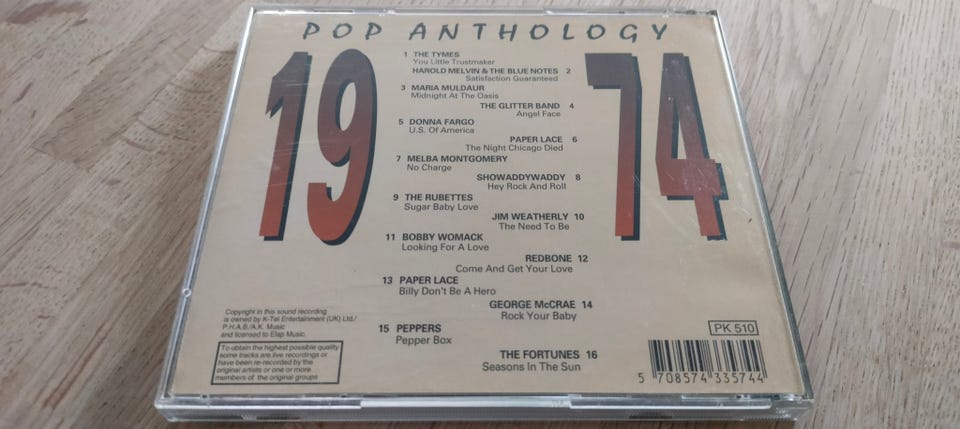 POP ANTHOLOGY
19
74
1 THE TYMES
You Little Trustmaker
HAROLD MELVIN & THE BLUE NOTES 2
Satisfaction Guaranteed
3 MARIA MULDAUR
Midnight At The Oasis
THE GLITTER BAND 4
Angel Face
5 DONNA FARGO
U.S. Of America
PAPER LACE 6
The Night Chicago Died
7 MELBA MONTGOMERY
No Charge
SHOWADDYWADDY 8
Hey Rock And Roll
9 THE RUBETTES
Sugar Baby Love
JIM WEATHERLY 10
The Need To Be
11 BOBBY WOMACK
Looking For A Love
REDBONE 12
Come And Get Your Love
13 PAPER LACE
Billy Don't Be A Hero
GEORGE McCRAE 14
Rock Your Baby
15 PEPPERS
Pepper Box
THE FORTUNES 16
Seasons In The Sun
Copyright in this sound recording
is owned by K-Tel Entertainment (UK) Ltd./
P.H.A.B./A.K. Music
and licensed to Elap Music.
To obtain the highest possible quality
some tracks are live recordings or
have been re-recorded by the
original artists or one or more
members of the original groups
PK 510
5 708574 335744